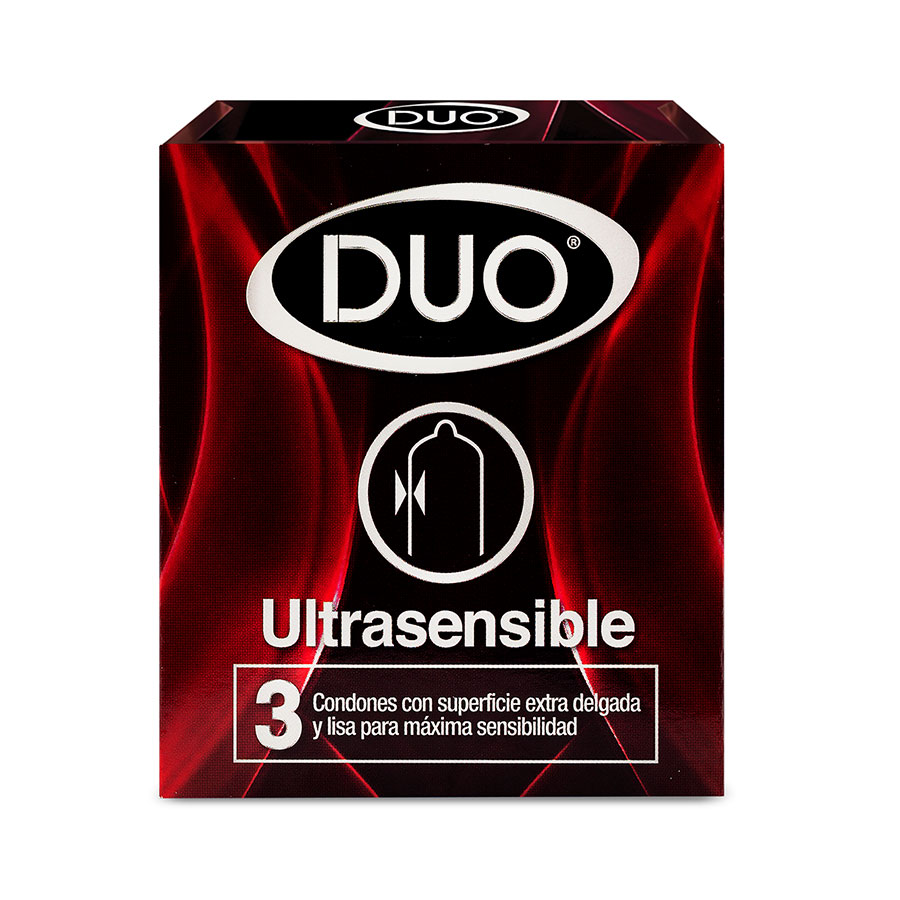 DUO®
DUO®
Ultrasensible
3 Condones con superficie extra delgada
y lisa para máxima sensibilidad